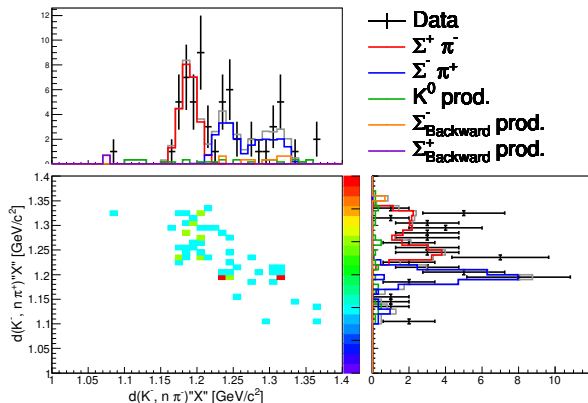 12
10
8
6
4
2
0
Data
Σ⁺ π⁻
Σ⁻ π⁺
K⁰ prod.
Σ⁻Backward prod.
Σ⁺Backward prod.
d(K⁻, n π⁺)"X" [GeV/c²]
1.4
1.35
1.3
1.25
1.2
1.15
1.1
1.05
1
1 1.05 1.1 1.15 1.2 1.25 1.3 1.35 1.4
d(K⁻, n π⁻)"X" [GeV/c²]
0 2 4 6 8 10